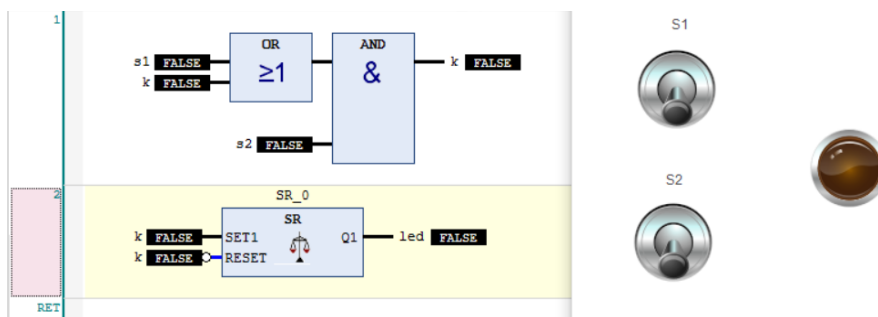 1
OR
AND
s1 FALSE
≥1
&
k FALSE
k FALSE
s2 FALSE
2
SR_0
SR
k FALSE SET1 Q1 led FALSE
k FALSE RESET
RET
S1
S2